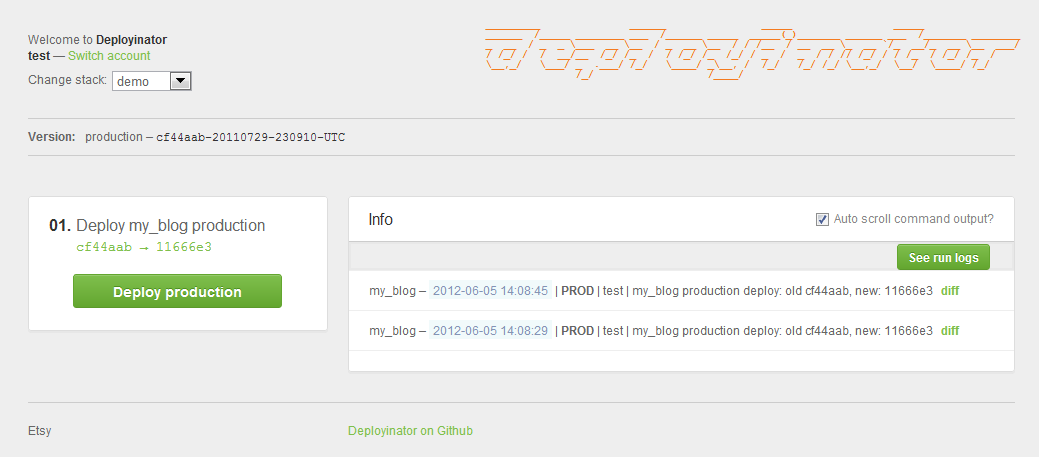 Welcome to Deployinator
test — Switch account
Change stack: demo
deployinator
Version: production – cf44aab-20110729-230910-UTC
01. Deploy my_blog production
cf44aab → 11666e3
Deploy production
Info
Auto scroll command output?
See run logs
my_blog – 2012-06-05 14:08:45 | PROD | test | my_blog production deploy: old cf44aab, new: 11666e3 diff
my_blog – 2012-06-05 14:08:29 | PROD | test | my_blog production deploy: old cf44aab, new: 11666e3 diff
Etsy
Deployinator on Github